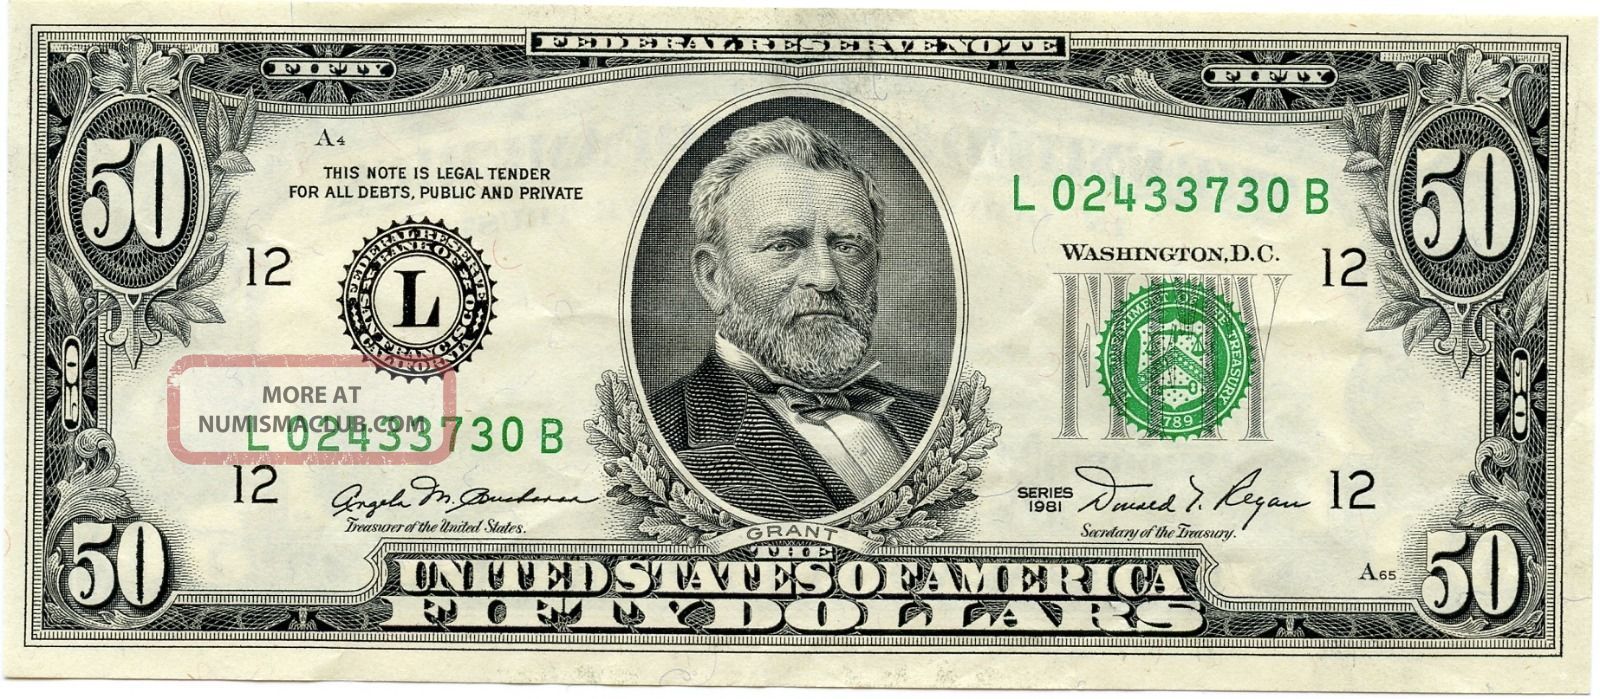 FEDERAL RESERVE NOTE
FIFTY
FIFTY
50
50
A4
THIS NOTE IS LEGAL TENDER
FOR ALL DEBTS, PUBLIC AND PRIVATE
L 02433730 B
WASHINGTON, D.C.
12
12
FEDERAL RESERVE BANK OF SAN FRANCISCO CALIFORNIA
L
FIFTY
DEPARTMENT OF THE TREASURY
1789
50
50
MORE AT
NUMISMACLUB.COM
L 02433730 B
12
12
Angela M. Buchanan
Treasurer of the United States.
SERIES
1981
Donald T. Regan
Secretary of the Treasury.
GRANT
A65
50
50
THE
UNITED STATES OF AMERICA
FIFTY DOLLARS